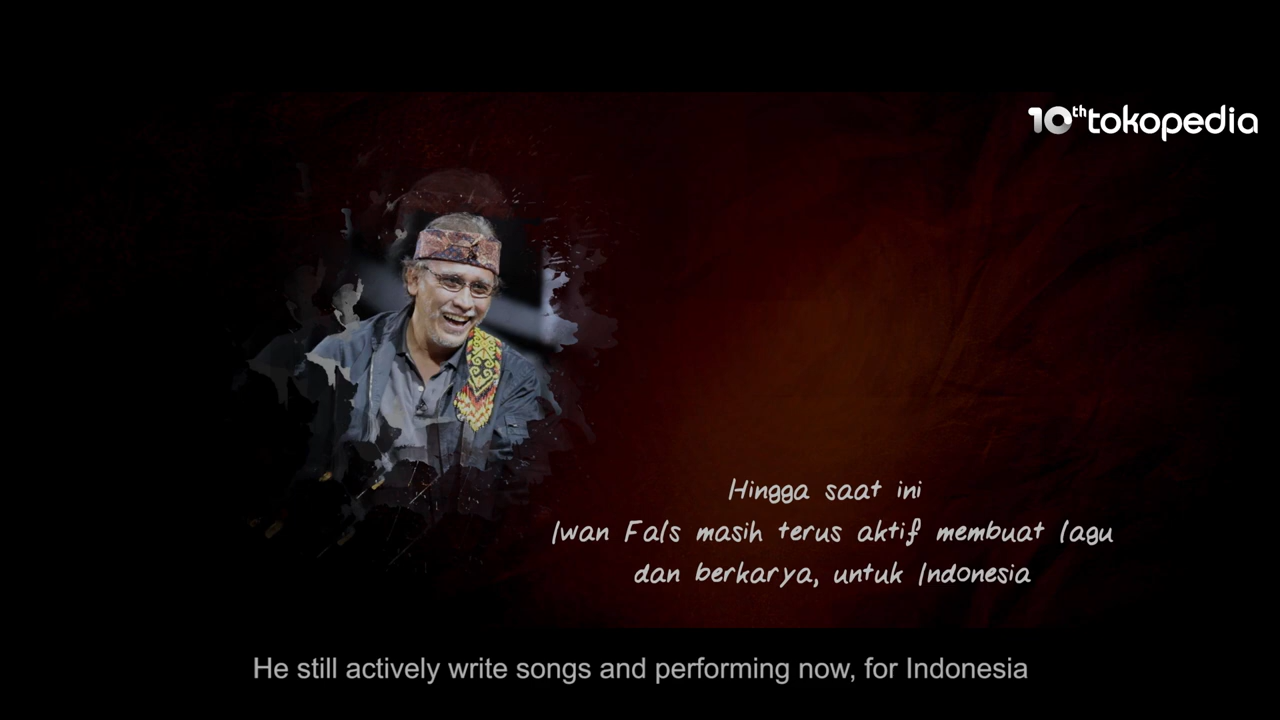 10th tokopedia
Hingga saat ini
Iwan Fals masih terus aktif membuat lagu
dan berkarya, untuk Indonesia
He still actively write songs and performing now, for Indonesia